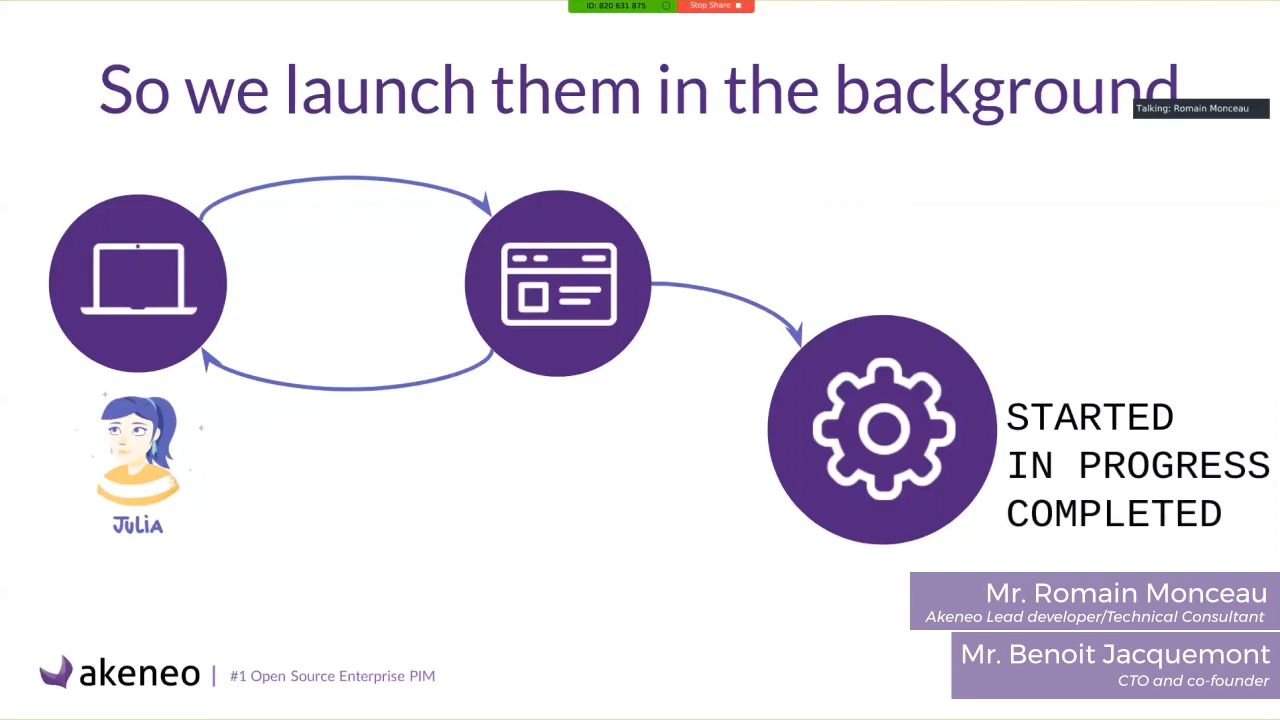 ID: 820 631 875
Stop Share
So we launch them in the background
Talking: Romain Monceau
JULIA
STARTED
IN PROGRESS
COMPLETED
Mr. Romain Monceau
Akeneo Lead developer/Technical Consultant
Mr. Benoit Jacquemont
CTO and co-founder
akeneo | #1 Open Source Enterprise PIM